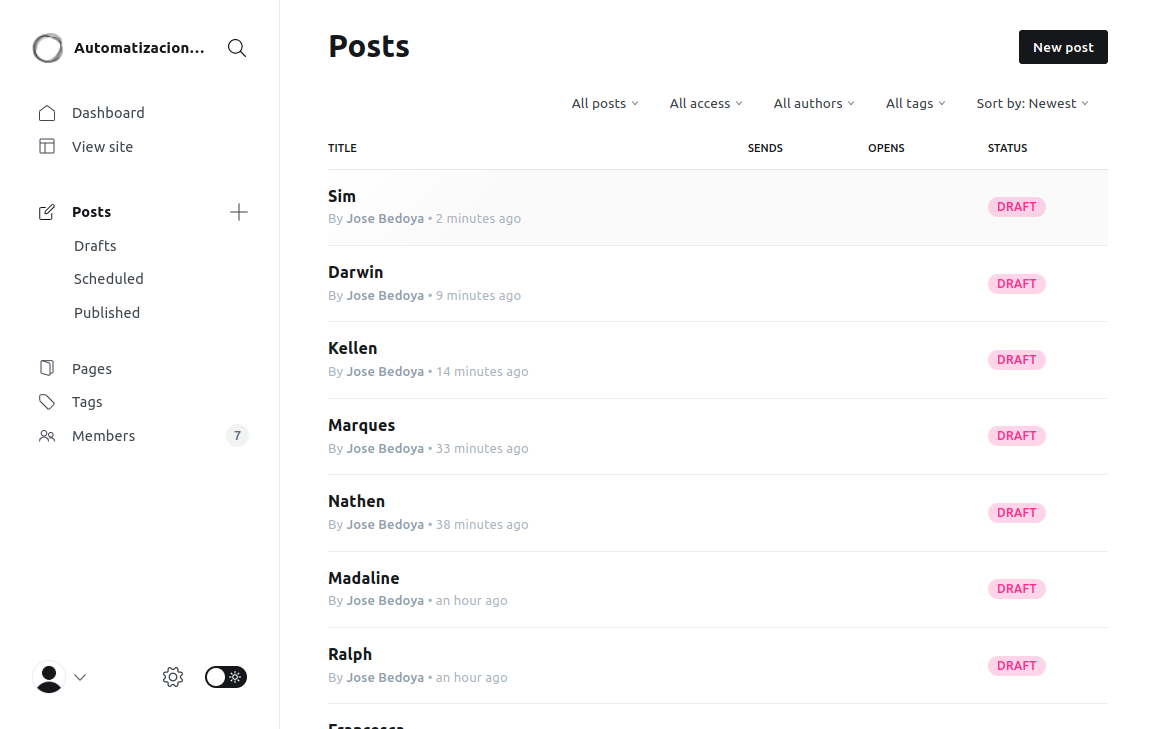 Automatizacion...
Dashboard
View site
Posts
Drafts
Scheduled
Published
Pages
Tags
Members 7
Posts
New post
All posts All access All authors All tags Sort by: Newest
TITLE SENDS OPENS STATUS
Sim
By Jose Bedoya • 2 minutes ago
DRAFT
Darwin
By Jose Bedoya • 9 minutes ago
DRAFT
Kellen
By Jose Bedoya • 14 minutes ago
DRAFT
Marques
By Jose Bedoya • 33 minutes ago
DRAFT
Nathen
By Jose Bedoya • 38 minutes ago
DRAFT
Madaline
By Jose Bedoya • an hour ago
DRAFT
Ralph
By Jose Bedoya • an hour ago
DRAFT